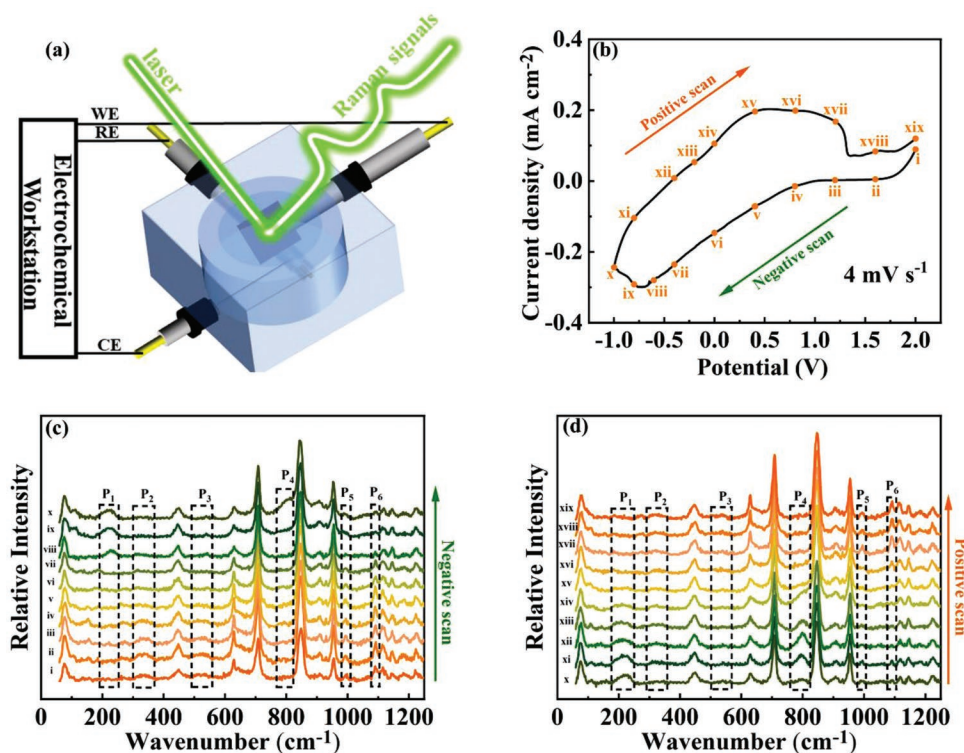 (a)
laser
Raman signals
WE
RE
CE
Electrochemical
Workstation
(b)
Current density (mA cm-2)
0.4
0.2
0.0
-0.2
-0.4
Positive scan
Negative scan
xv
xvi
xvii
xiv
xviii
xix
xiii
i
xii
iv
iii
ii
xi
v
vi
x
vii
ix
viii
4 mV s-1
-1.0
-0.5
0.0
0.5
1.0
1.5
2.0
Potential (V)
(c)
Relative Intensity
P1
P2
P3
P4
P5
P6
x
ix
viii
vii
vi
v
iv
iii
ii
i
Negative scan
0
200
400
600
800
1000
1200
Wavenumber (cm-1)
(d)
Relative Intensity
P1
P2
P3
P4
P5
P6
xix
xviii
xvii
xvi
xv
xiv
xiii
xii
xi
x
Positive scan
0
200
400
600
800
1000
1200
Wavenumber (cm-1)